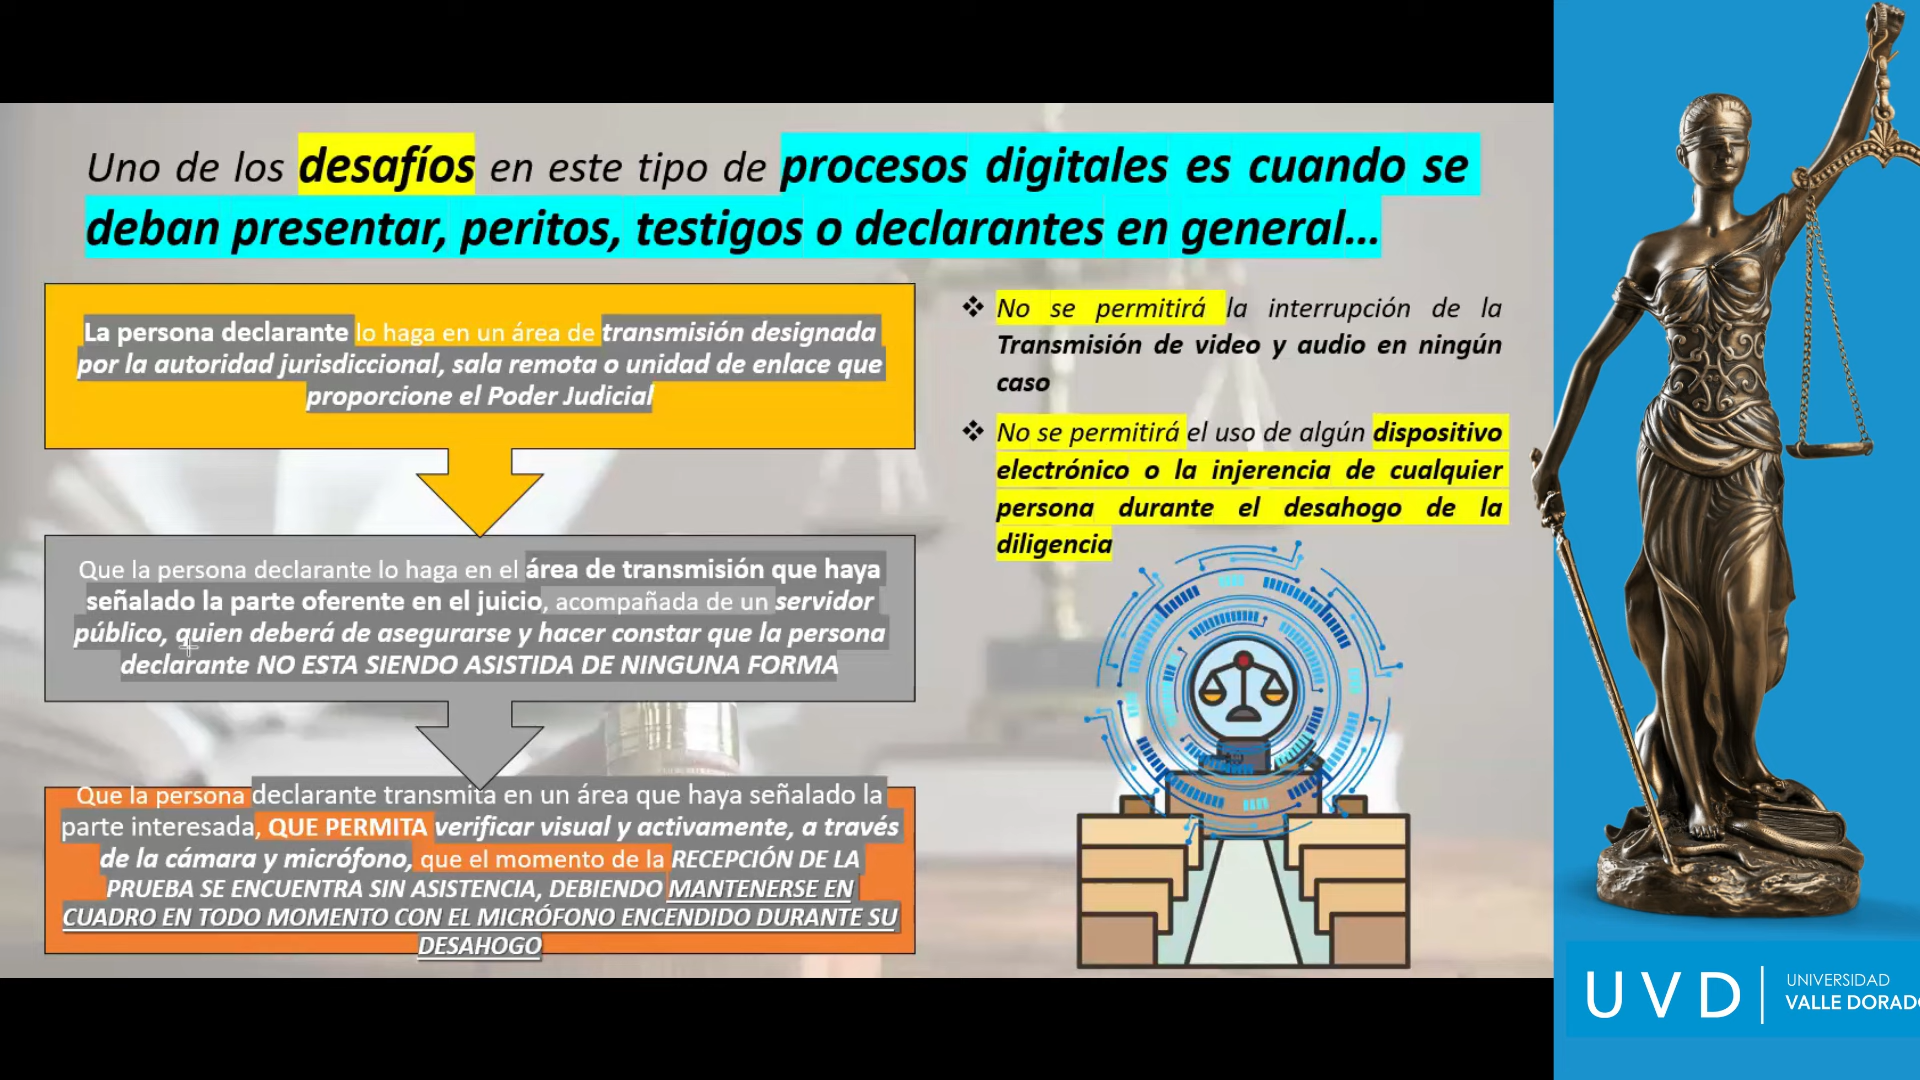 Uno de los desafíos en este tipo de procesos digitales es cuando se
deban presentar, peritos, testigos o declarantes en general...
La persona declarante lo haga en un área de transmisión designada
por la autoridad jurisdiccional, sala remota o unidad de enlace que
proporcione el Poder Judicial
Que la persona declarante lo haga en el área de transmisión que haya
señalado la parte oferente en el juicio, acompañada de un servidor
público, quien deberá de asegurarse y hacer constar que la persona
declarante NO ESTA SIENDO ASISTIDA DE NINGUNA FORMA
Que la persona declarante transmita en un área que haya señalado la
parte interesada, QUE PERMITA verificar visual y activamente, a través
de la cámara y micrófono, que el momento de la RECEPCIÓN DE LA
PRUEBA SE ENCUENTRA SIN ASISTENCIA, DEBIENDO MANTENERSE EN
CUADRO EN TODO MOMENTO CON EL MICRÓFONO ENCENDIDO DURANTE SU
DESAHOGO
❖ No se permitirá la interrupción de la
Transmisión de video y audio en ningún
caso
❖ No se permitirá el uso de algún dispositivo
electrónico o la injerencia de cualquier
persona durante el desahogo de la
diligencia
UVD
UNIVERSIDAD
VALLE DORADO